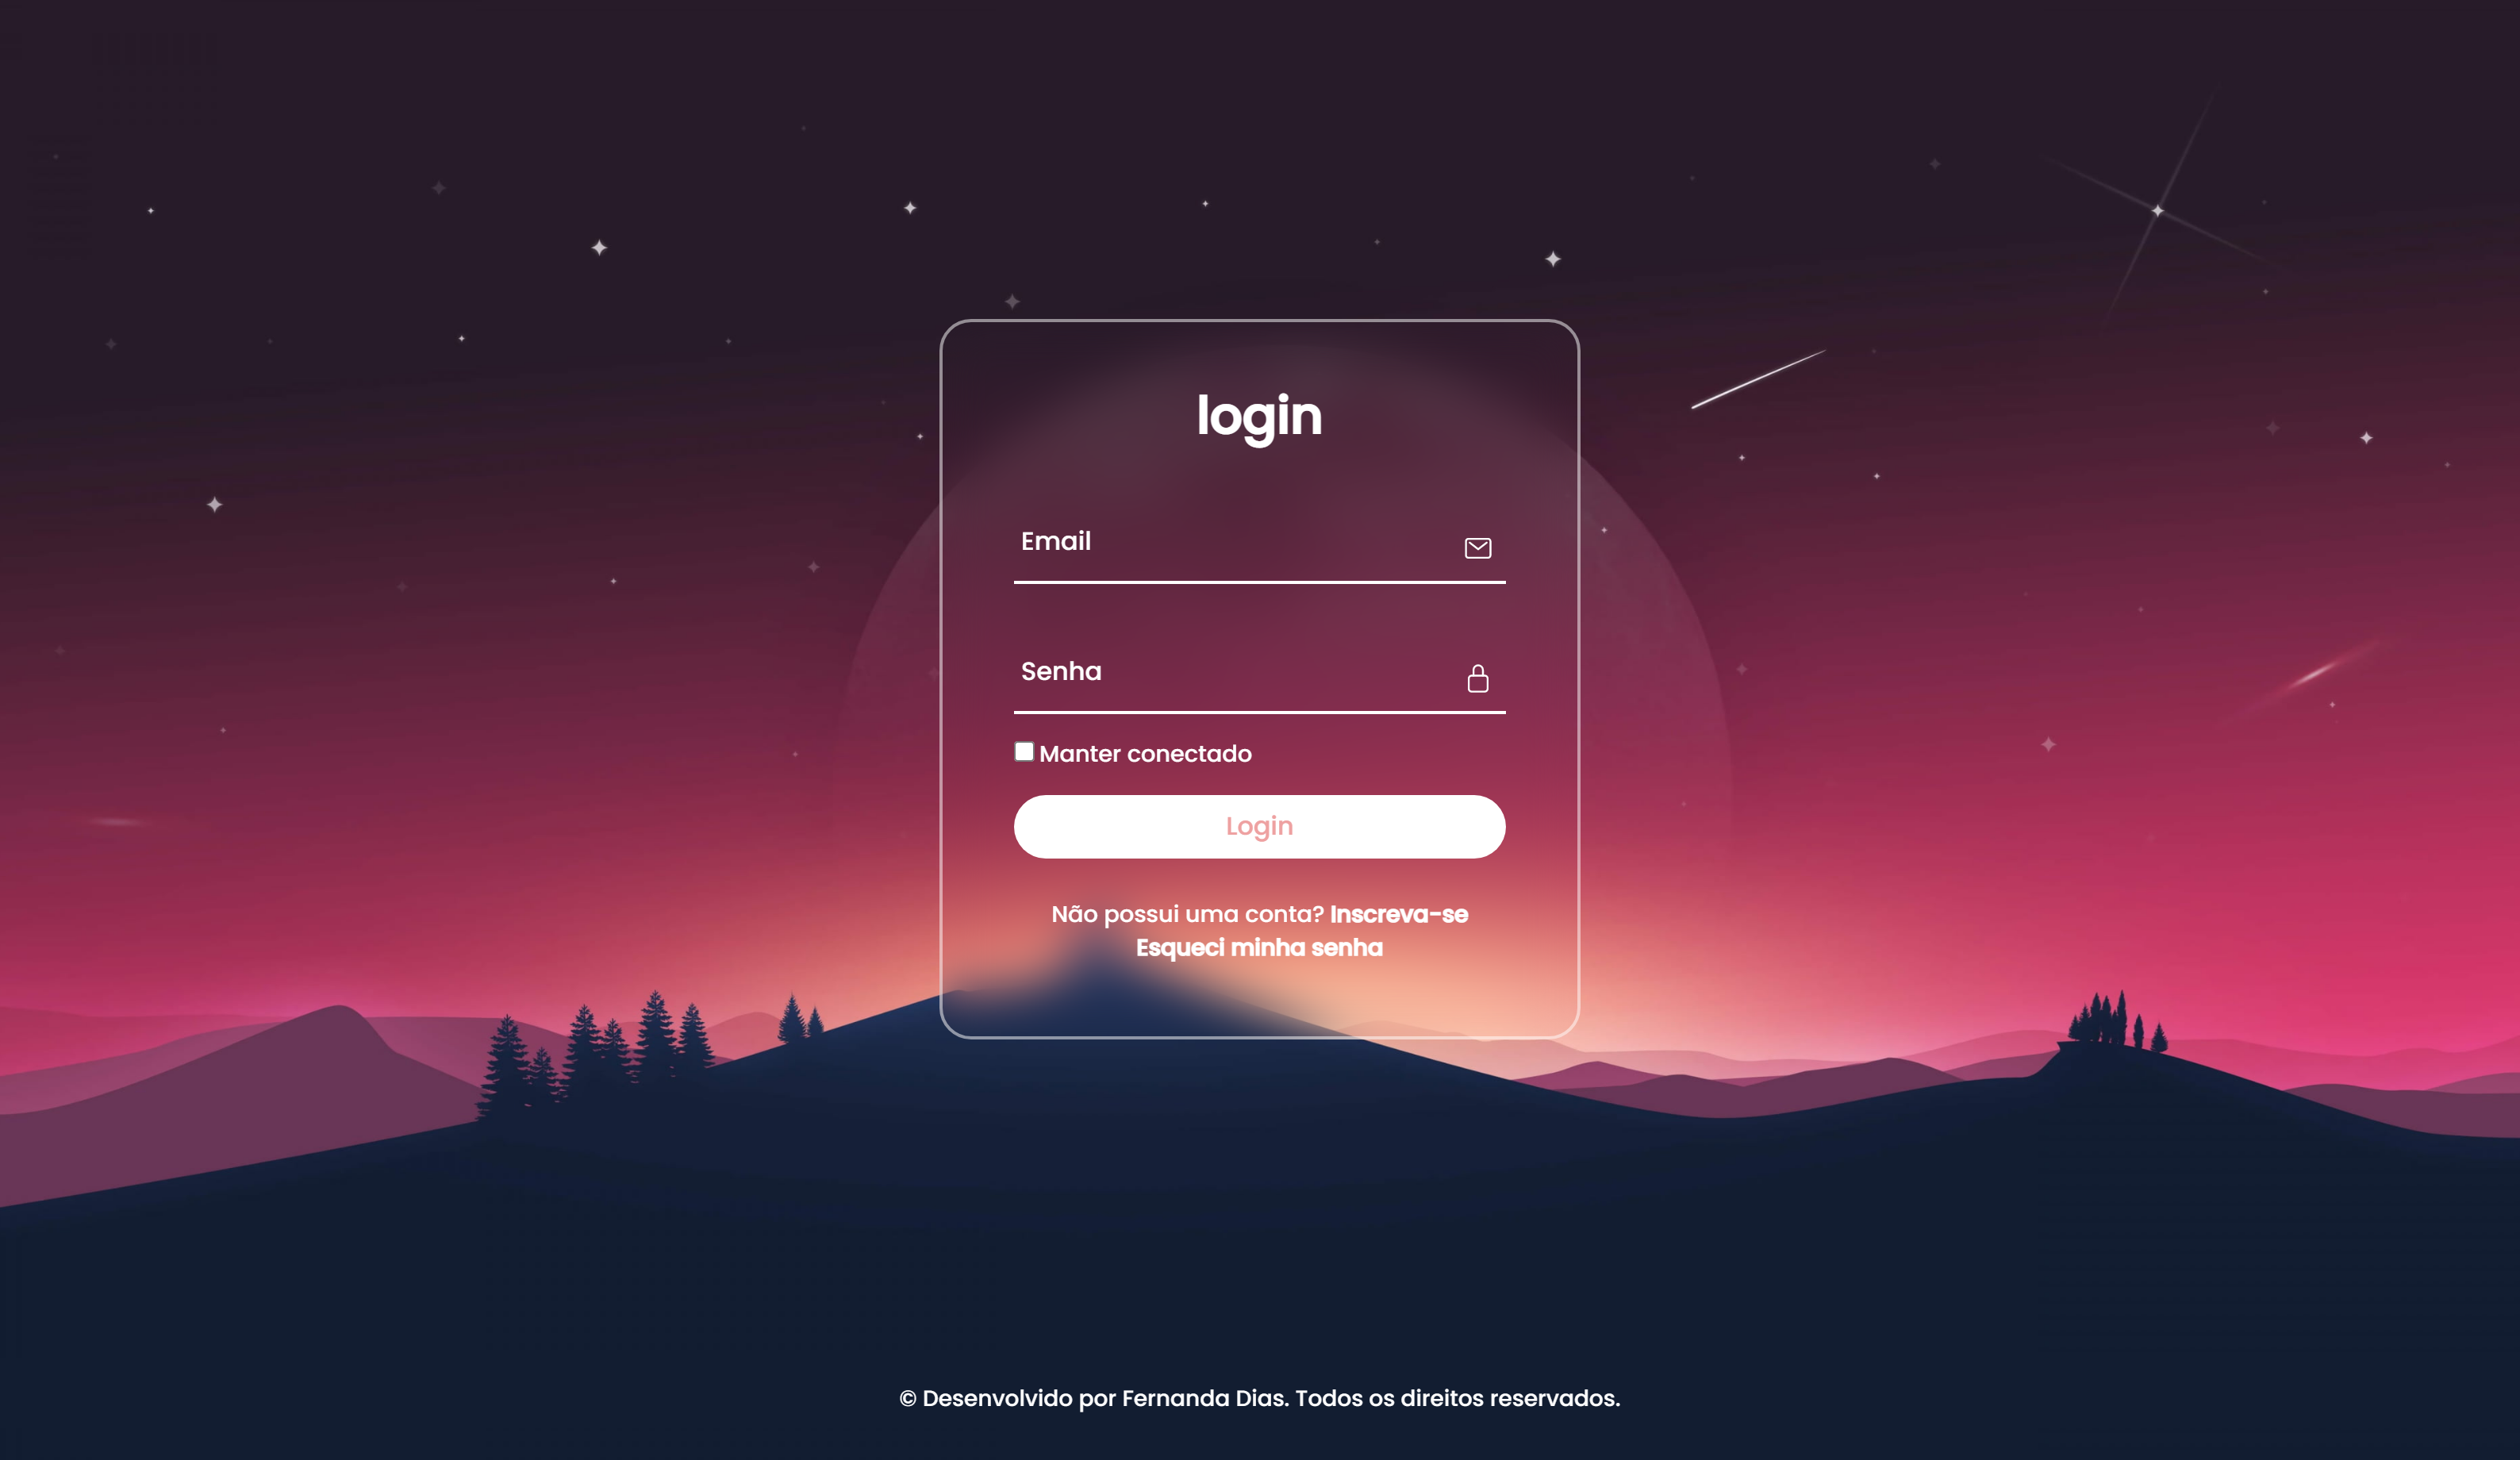 login
Email
Senha
Manter conectado
Login
Não possui uma conta? Inscreva-se
Esqueci minha senha
© Desenvolvido por Fernanda Dias. Todos os direitos reservados.